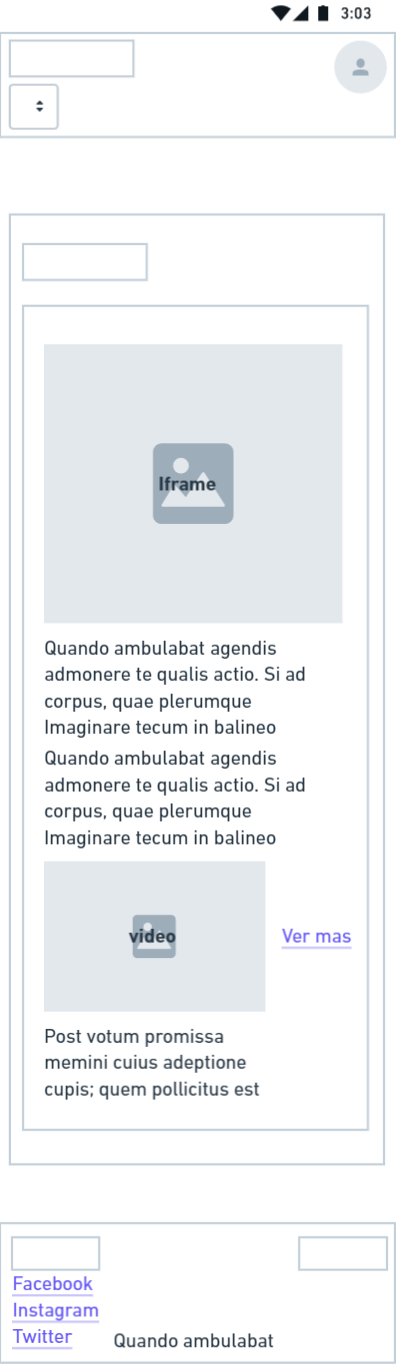 3:03
Iframe
Quando ambulabat agendis
admonere te qualis actio. Si ad
corpus, quae plerumque
Imaginare tecum in balineo
Quando ambulabat agendis
admonere te qualis actio. Si ad
corpus, quae plerumque
Imaginare tecum in balineo
video
Ver mas
Post votum promissa
memini cuius adeptione
cupis; quem pollicitus est
Facebook
Instagram
Twitter
Quando ambulabat